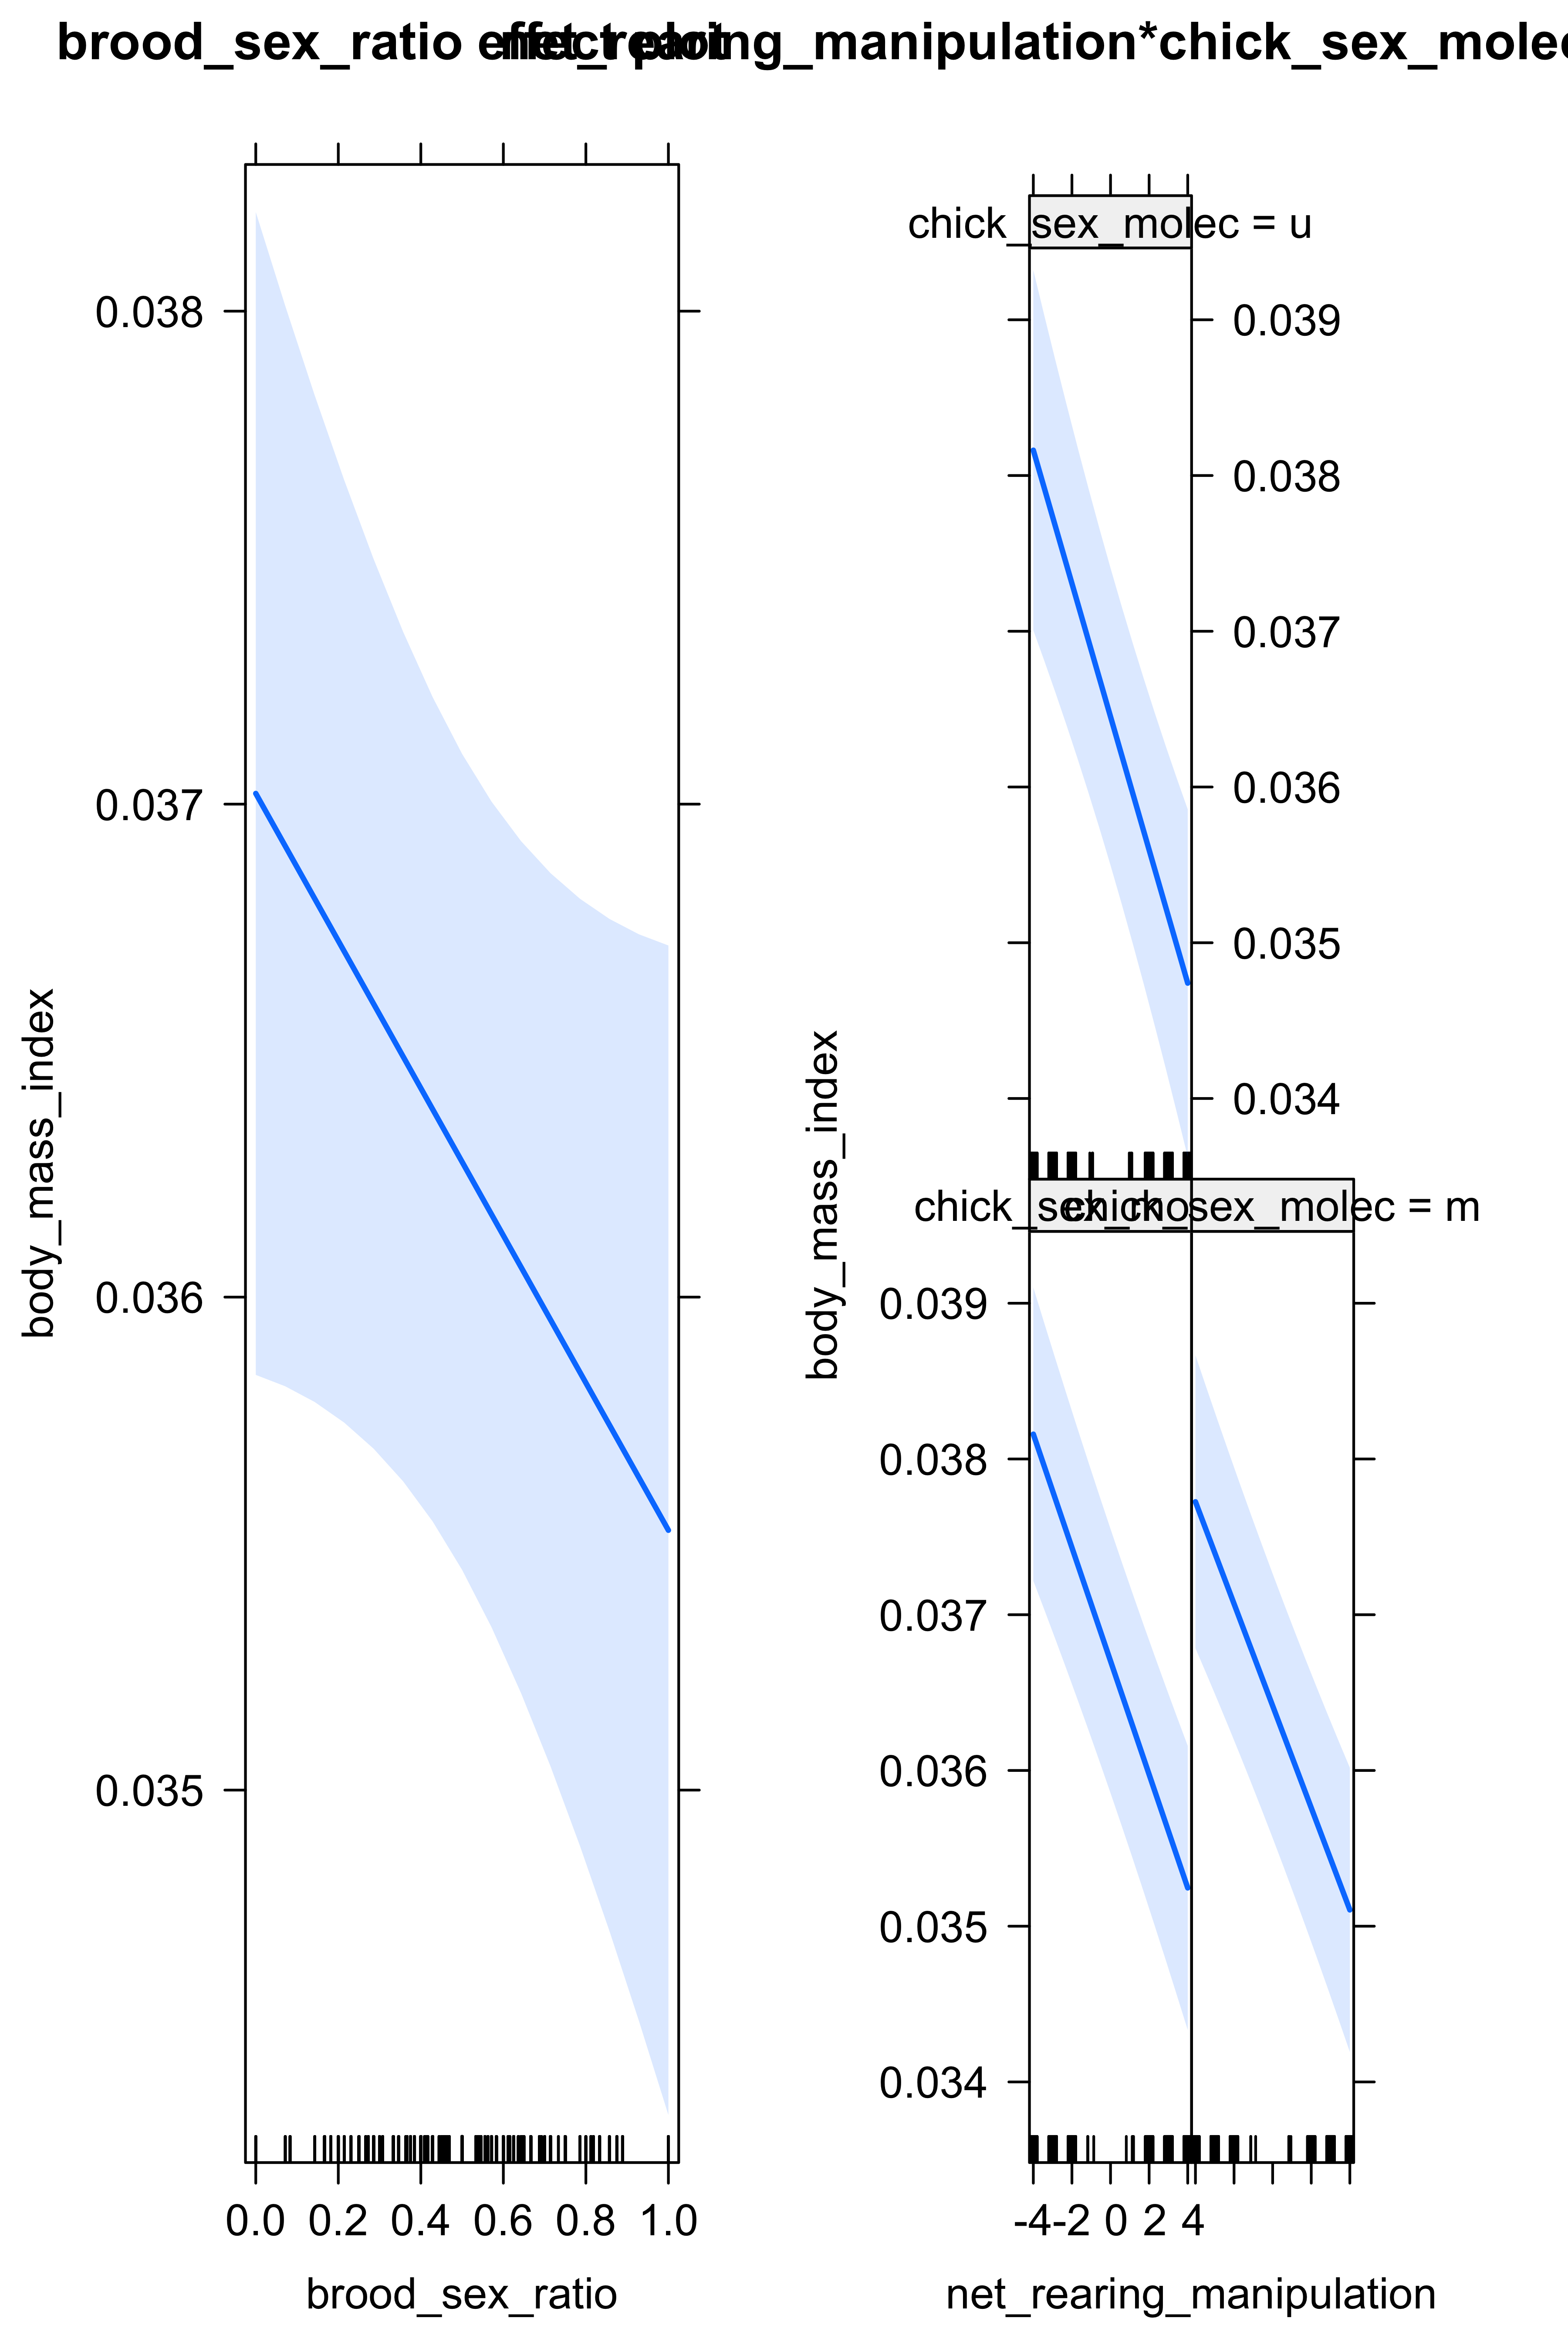 brood_sex_ratio effect plot
net_rearing_manipulation*chick_sex_molec
chick_sex_molec = u
0.039
0.038
0.037
0.036
0.035
0.034
body_mass_index
0.038
0.037
0.036
0.035
0.0 0.2 0.4 0.6 0.8 1.0
brood_sex_ratio
body_mass_index
chick_sex_mo
chick_sex_molec = m
0.039
0.038
0.037
0.036
0.035
0.034
-4 -2 0 2 4
net_rearing_manipulation